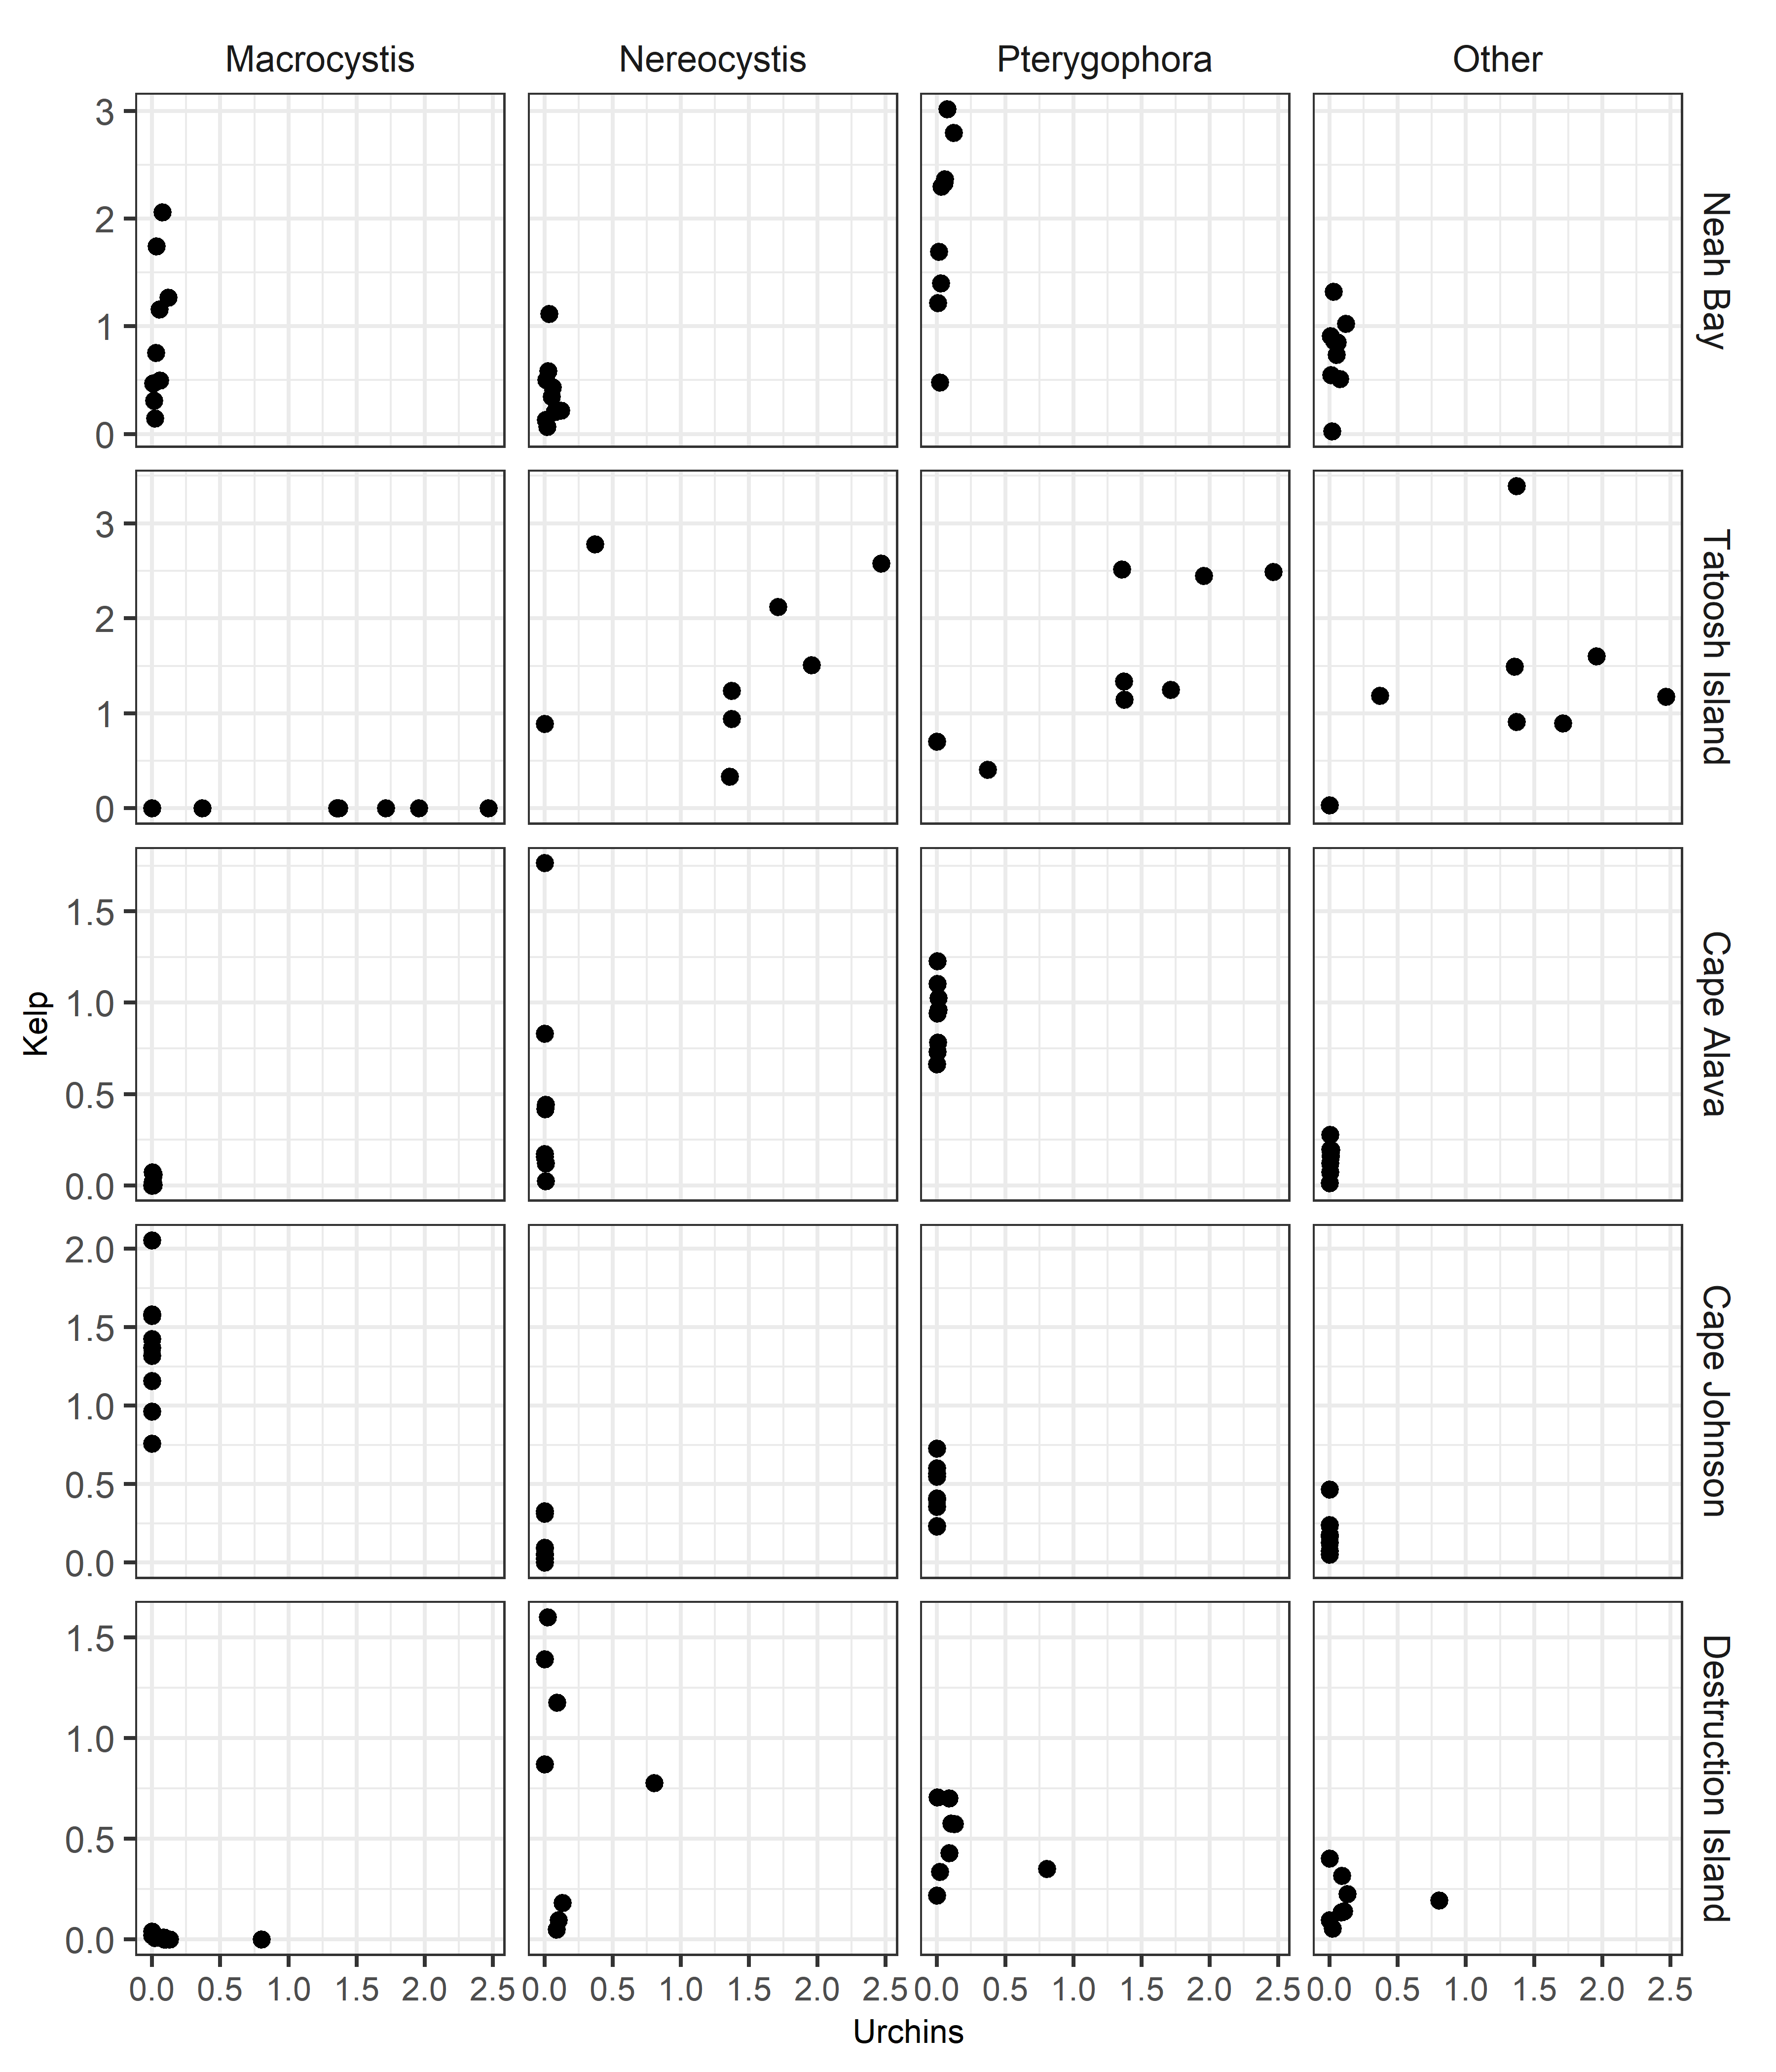 Macrocystis Nereocystis Pterygophora Other
3
2
1
0
Neah Bay
3
2
1
0
Tatoosh Island
1.5
1.0
0.5
0.0
Cape Alava
Kelp
2.0
1.5
1.0
0.5
0.0
Cape Johnson
1.5
1.0
0.5
0.0
Destruction Island
0.0 0.5 1.0 1.5 2.0 2.5 0.0 0.5 1.0 1.5 2.0 2.5 0.0 0.5 1.0 1.5 2.0 2.5 0.0 0.5 1.0 1.5 2.0 2.5
Urchins